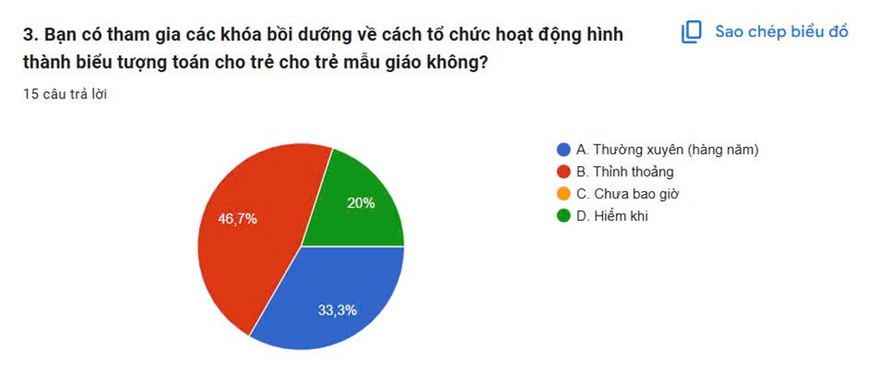 3. Bạn có tham gia các khóa bồi dưỡng về cách tổ chức hoạt động hình
thành biểu tượng toán cho trẻ cho trẻ mẫu giáo không?
Sao chép biểu đồ
15 câu trả lời
A. Thường xuyên (hàng năm)
B. Thỉnh thoảng
C. Chưa bao giờ
D. Hiếm khi
20%
46,7%
33,3%